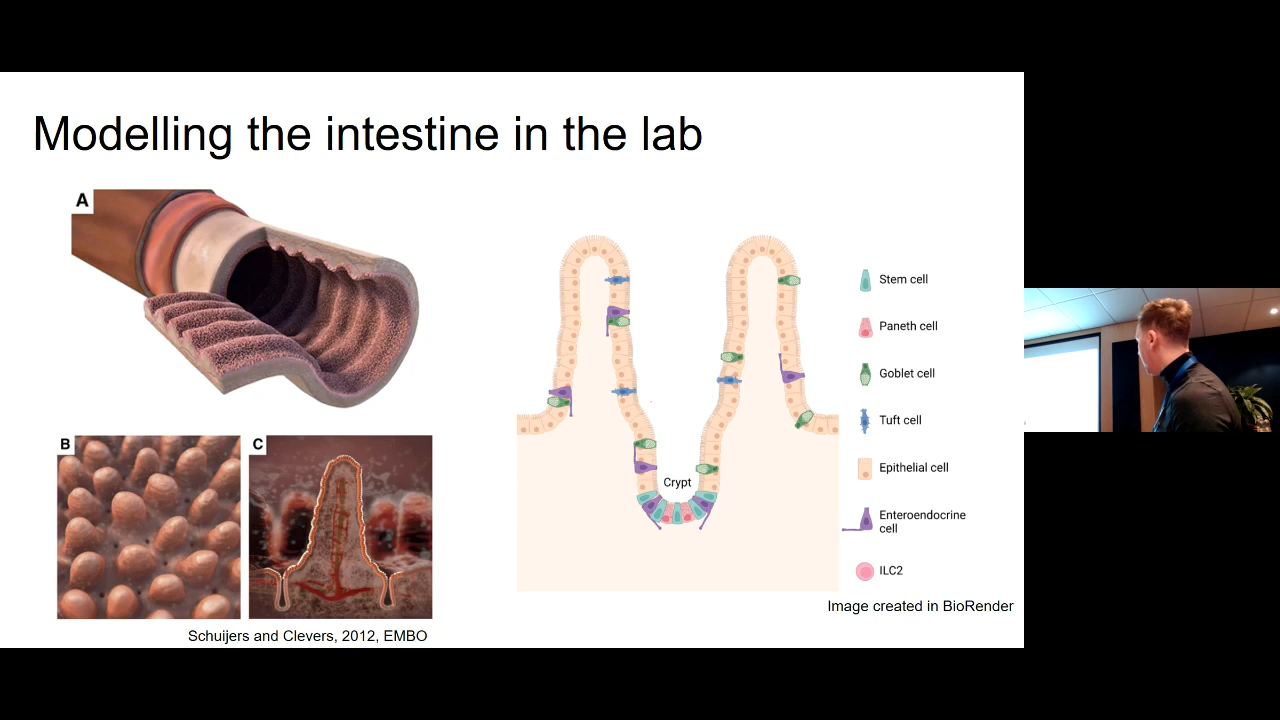 Modelling the intestine in the lab
A
B
C
Schuijers and Clevers, 2012, EMBO
Crypt
Stem cell
Paneth cell
Goblet cell
Tuft cell
Epithelial cell
Enteroendocrine
cell
ILC2
Image created in BioRender